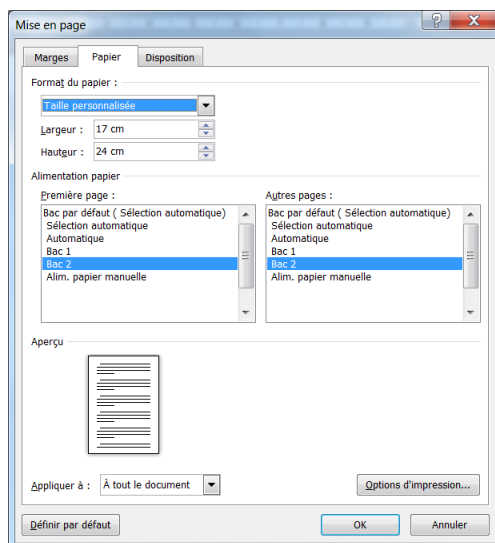 Mise en page
Marges Papier Disposition
Format du papier :
Taille personnalisée
Largeur : 17 cm
Hauteur : 24 cm
Alimentation papier
Première page : Autres pages :
Bac par défaut ( Sélection automatique) Bac par défaut ( Sélection automatique)
Sélection automatique Sélection automatique
Automatique Automatique
Bac 1 Bac 1
Bac 2 Bac 2
Alim. papier manuelle Alim. papier manuelle
Aperçu
Appliquer à : À tout le document Options d'impression...
Définir par défaut OK Annuler